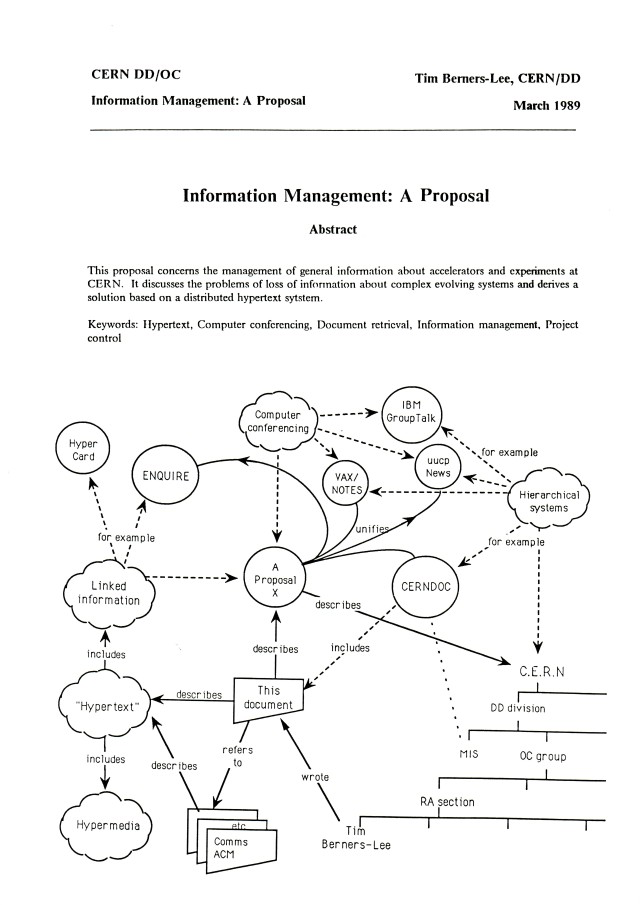 CERN DD/OC
Tim Berners-Lee, CERN/DD
Information Management: A Proposal
March 1989
Information Management: A Proposal
Abstract
This proposal concerns the management of general information about accelerators and experiments at
CERN. It discusses the problems of loss of information about complex evolving systems and derives a
solution based on a distributed hypertext sytstem.
Keywords: Hypertext, Computer conferencing, Document retrieval, Information management, Project
control
Computer
conferencing
IBM
GroupTalk
Hyper
Card
ENQUIRE
for example
uucp
News
VAX/
NOTES
Hierarchical
systems
unifies
for example
for example
A
Proposal
X
Linked
information
CERNDOC
describes
includes
describes
includes
C.E.R.N
This
document
describes
"Hypertext"
DD division
refers
to
includes
describes
MIS
OC group
wrote
RA section
Hypermedia
etc
Comms
ACM
Tim
Berners-Lee